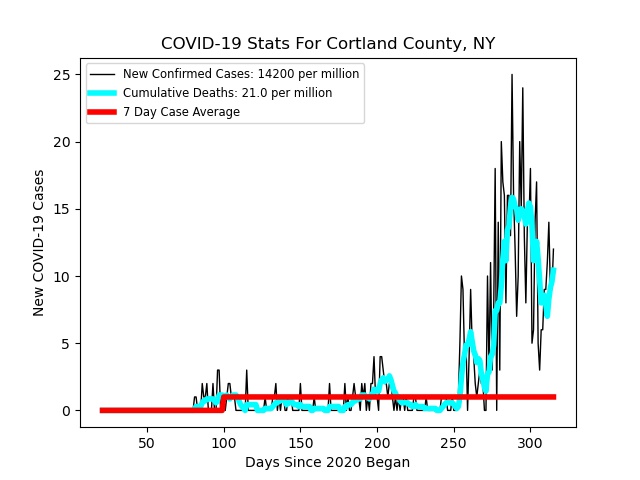 COVID-19 Stats For Cortland County, NY
New Confirmed Cases: 14200 per million
Cumulative Deaths: 21.0 per million
7 Day Case Average
25
20
15
10
5
0
New COVID-19 Cases
50
100
150
200
250
300
Days Since 2020 Began